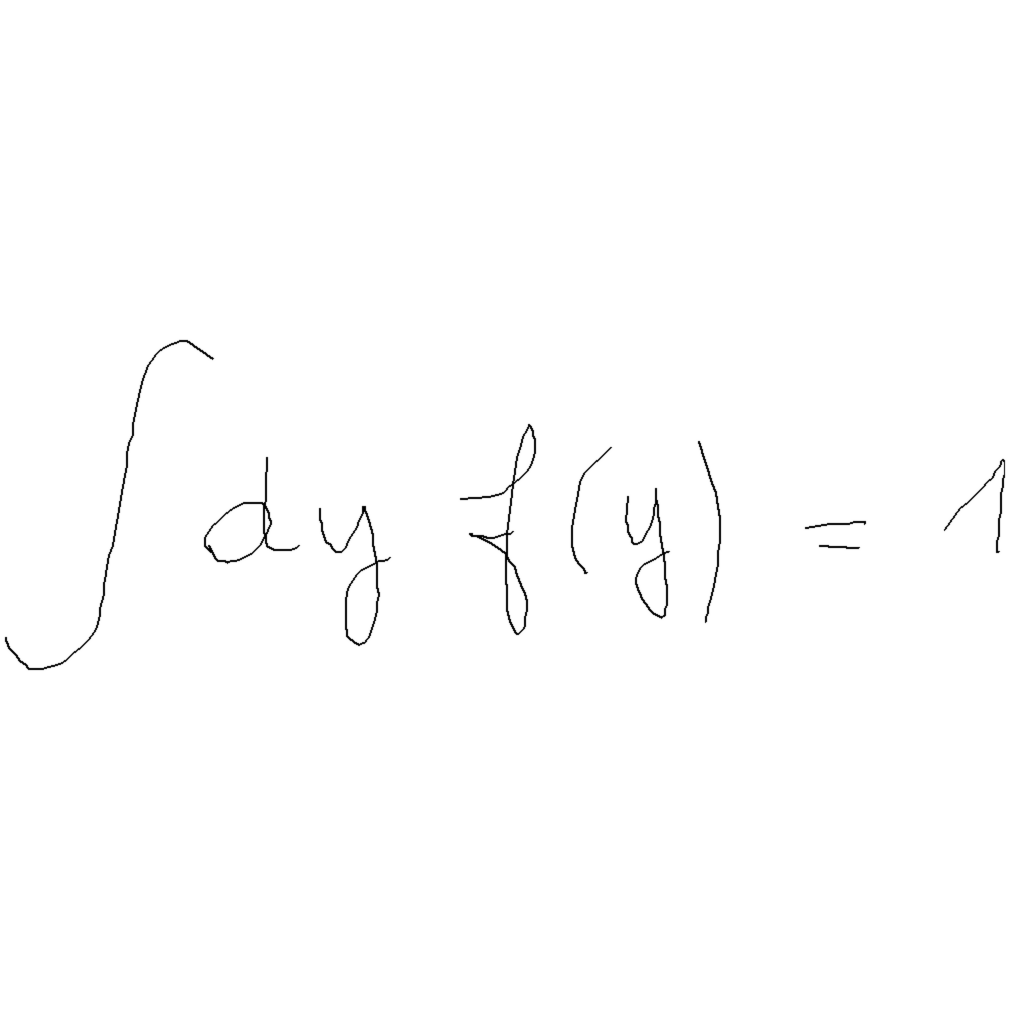 ∫ dy f(y) = 1